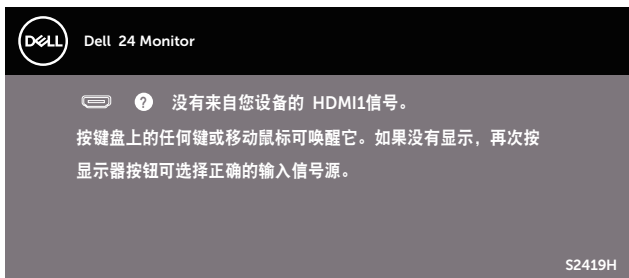 DELL
Dell 24 Monitor
? 没有来自您设备的 HDMI1信号。
按键盘上的任何键或移动鼠标可唤醒它。如果没有显示，再次按
显示器按钮可选择正确的输入信号源。
S2419H